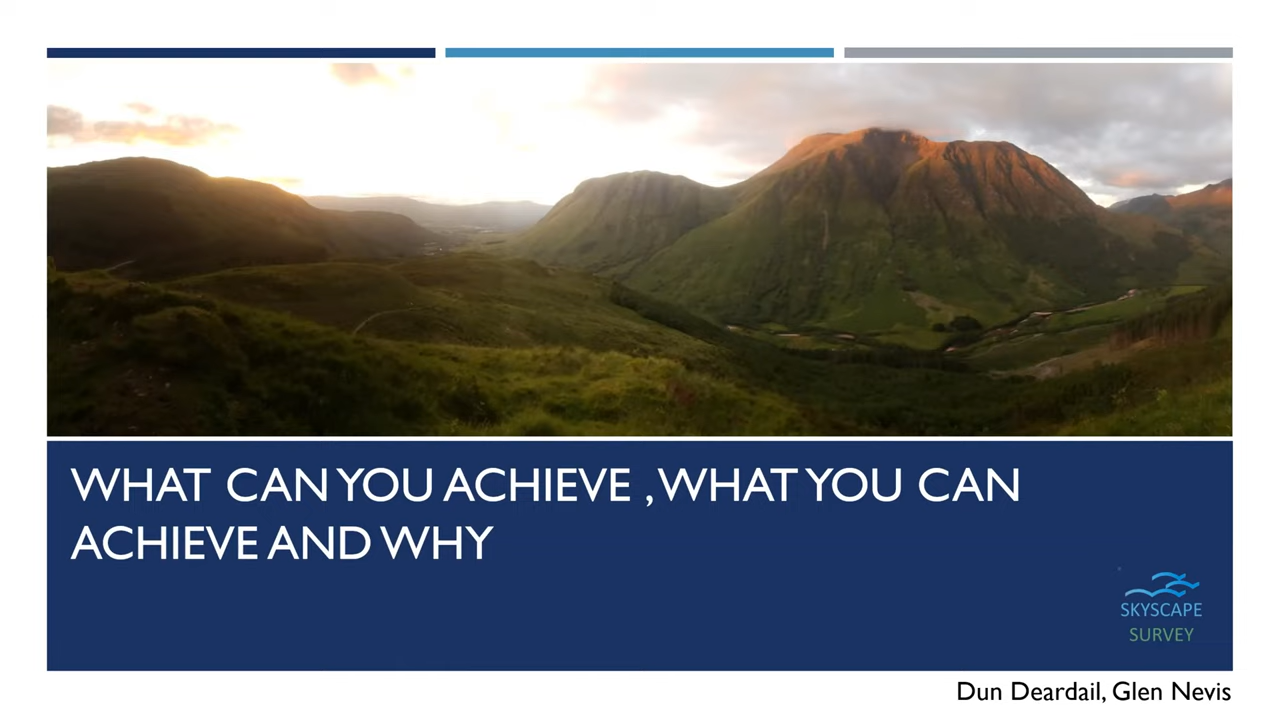 WHAT CAN YOU ACHIEVE , WHAT YOU CAN
ACHIEVE AND WHY
SKYSCAPE
SURVEY
Dun Deardail, Glen Nevis